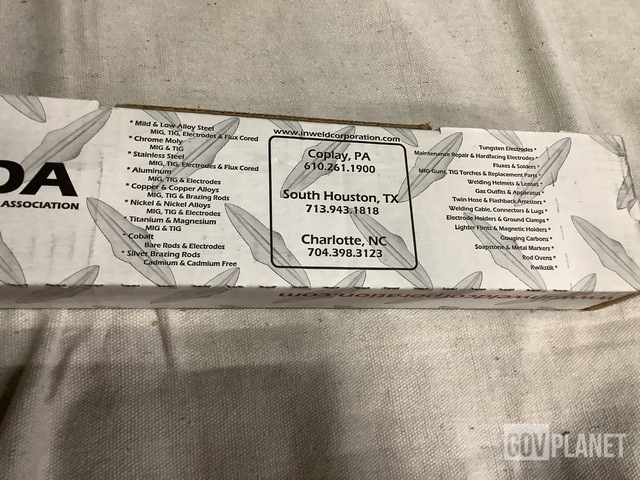 DA
ASSOCIATION
* Mild & Low Alloy Steel
MIG, TIG, Electrodes & Flux Cored
* Chrome Moly
MIG & TIG
* Stainless Steel
MIG, TIG, Electrodes & Flux Cored
* Aluminum
MIG, TIG & Electrodes
* Copper & Copper Alloys
MIG, TIG & Brazing Rods
* Nickel & Nickel Alloys
MIG, TIG & Electrodes
* Titanium & Magnesium
MIG & TIG
* Cobalt
Bare Rods & Electrodes
* Silver Brazing Rods
Cadmium & Cadmium Free
www.inweldcorporation.com
Coplay, PA
610.261.1900
South Houston, TX
713.943.1818
Charlotte, NC
704.398.3123
Tungsten Electrodes *
Maintenance Repair & Hardfacing Electrodes *
Fluxes & Solders *
MIG Guns, TIG Torches & Replacement Parts *
Welding Helmets & Lenses *
Gas Outfits & Apparatus *
Twin Hose & Flashback Arrestors *
Welding Cable, Connectors & Lugs *
Electrode Holders & Ground Clamps *
Lighter Flints & Magnetic Holders *
Gouging Carbons *
Soapstone & Metal Markers *
Rod Ovens *
Kwikstik *
www.inweldcorporation.com
GOVPLANET